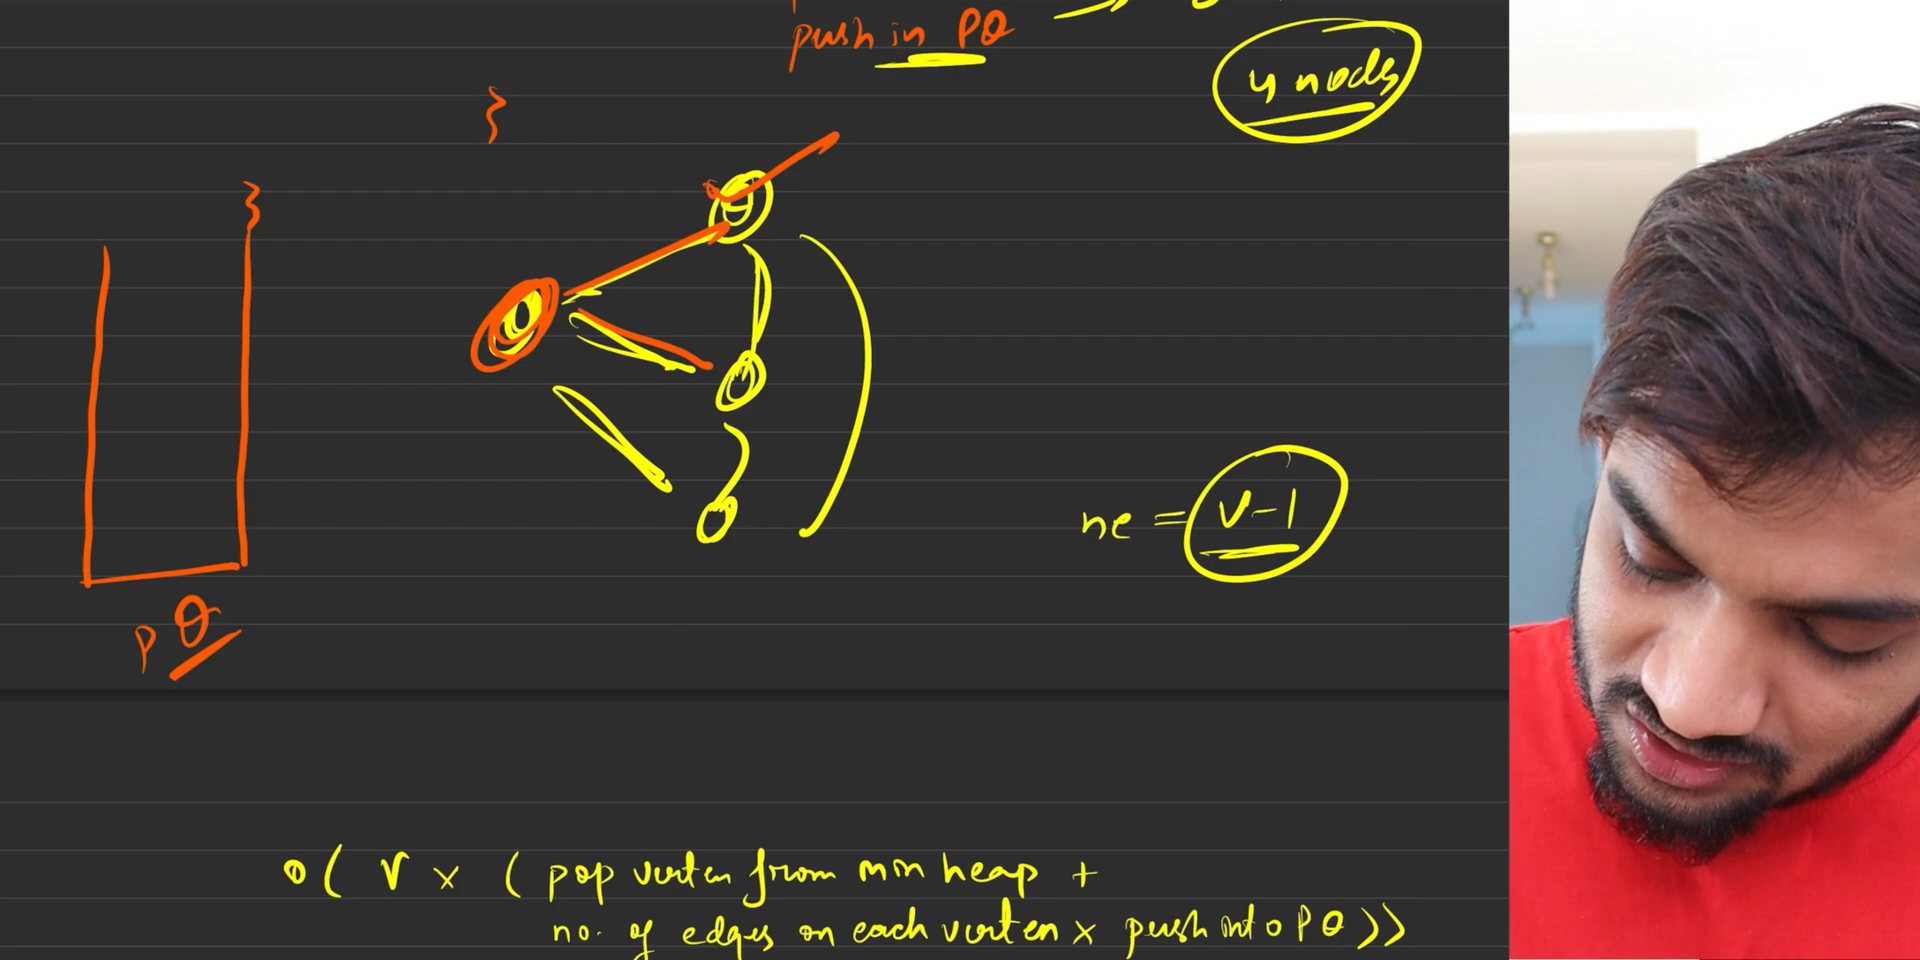 push in PQ
4 nodes
PQ
ne = V-1
O( V x ( pop vertex from min heap +
no. of edges on each vertex x push into PQ ))